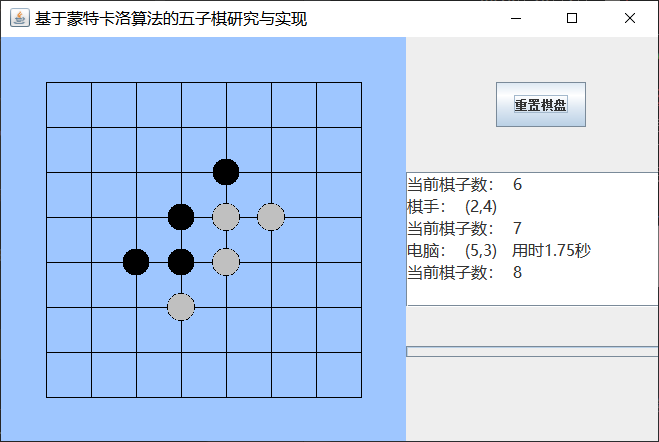 基于蒙特卡洛算法的五子棋研究与实现
重置棋盘
当前棋子数： 6
棋手： (2,4)
当前棋子数： 7
电脑： (5,3) 用时1.75秒
当前棋子数： 8